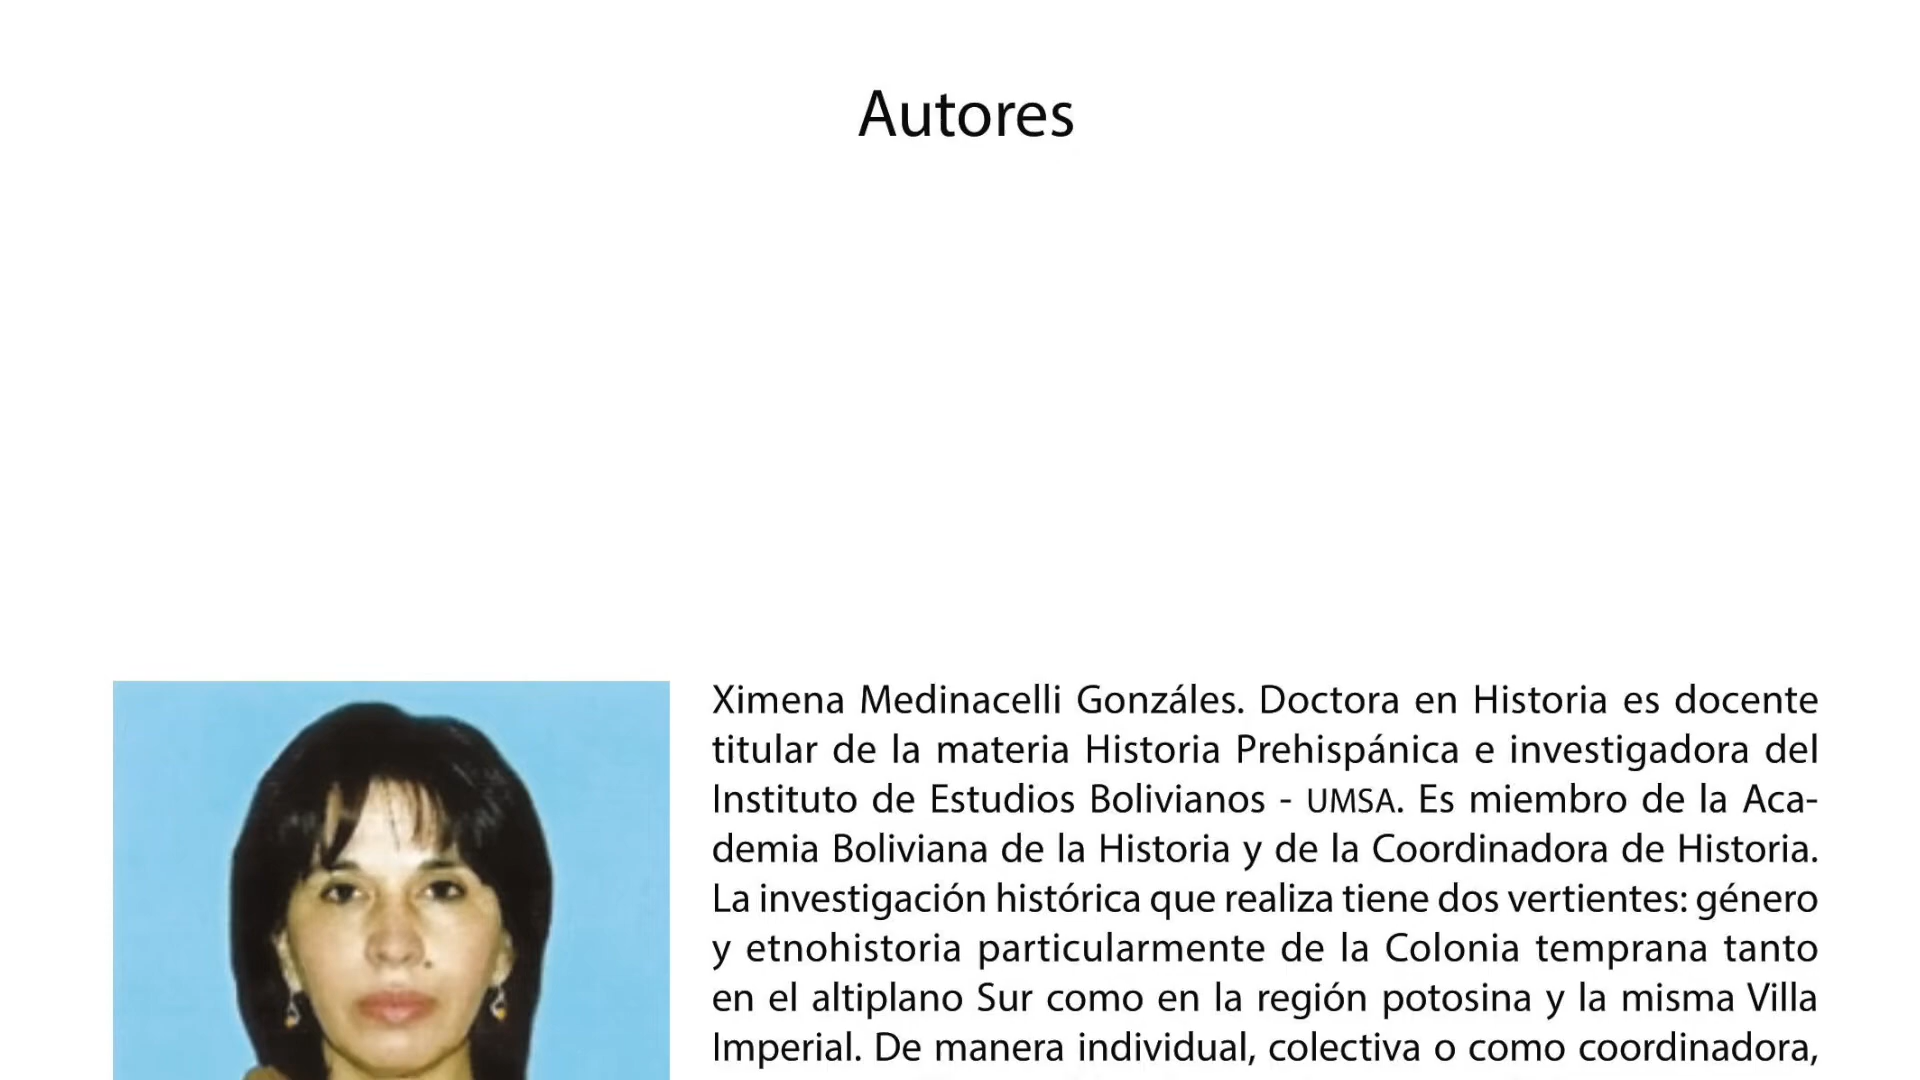 Autores
Ximena Medinacelli Gonzáles. Doctora en Historia es docente
titular de la materia Historia Prehispánica e investigadora del
Instituto de Estudios Bolivianos - UMSA. Es miembro de la Aca-
demia Boliviana de la Historia y de la Coordinadora de Historia.
La investigación histórica que realiza tiene dos vertientes: género
y etnohistoria particularmente de la Colonia temprana tanto
en el altiplano Sur como en la región potosina y la misma Villa
Imperial. De manera individual, colectiva o como coordinadora,